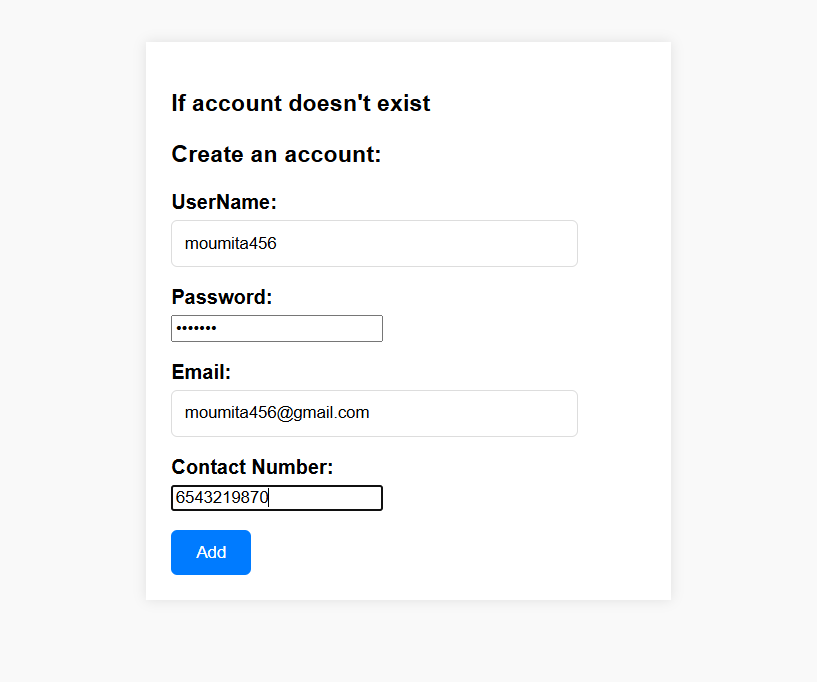 If account doesn't exist
Create an account:
UserName:
moumita456
Password:
•••••••
Email:
moumita456@gmail.com
Contact Number:
6543219870
Add